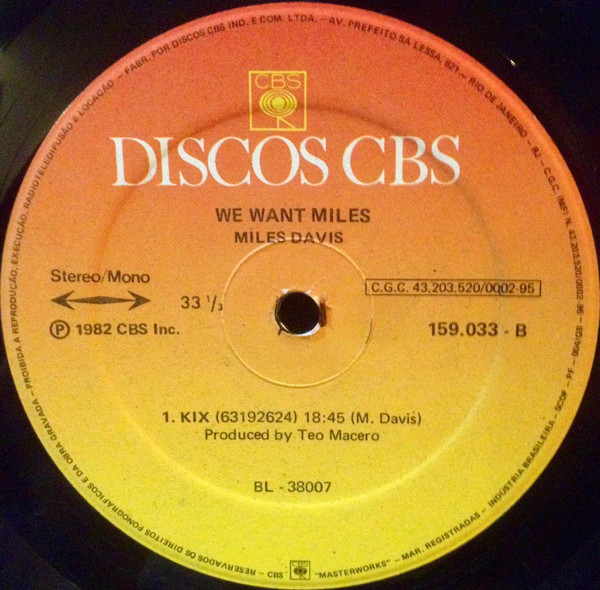 CBS
DISCOS CBS
WE WANT MILES
MILES DAVIS
Stereo/Mono
33 1/3
C.G.C. 43.203.520/0002-95
℗ 1982 CBS Inc.
159.033 - B
1. KIX (63192624) 18:45 (M. Davis)
Produced by Teo Macero
BL - 38007
RESERVADOS OS DIREITOS FONOGRÁFICOS E DA OBRA GRAVADA - PROIBIDA A REPRODUÇÃO, EXECUÇÃO, RADIOTELEDIFUSÃO E LOCAÇÃO - FABR. POR DISCOS CBS IND. E COM. LTDA. - AV. PREFEITO SÁ LESSA, 621 - RIO DE JANEIRO - RJ - C.G.C. (MF) N. 43.203.520/0002-95 - SCDP - PF - 004/GB - INDÚSTRIA BRASILEIRA - MAR. REGISTRADAS - "MASTERWORKS" - CBS